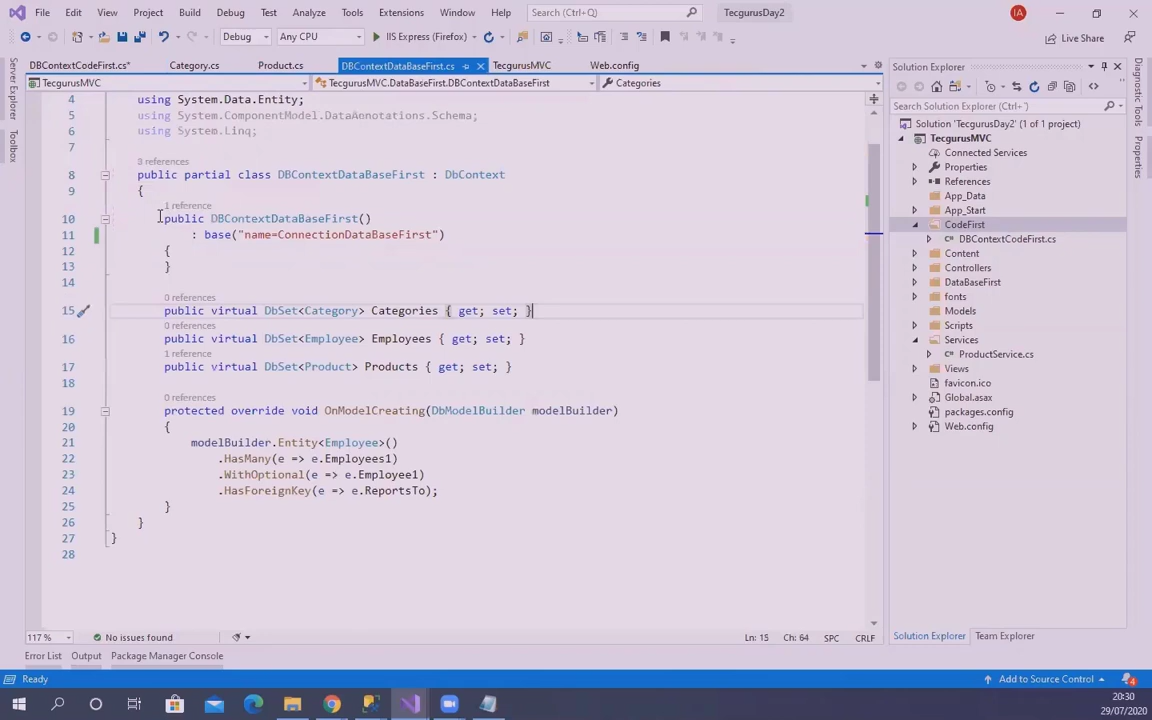 File Edit View Project Build Debug Test Analyze Tools Extensions Window Help Search (Ctrl+Q) TecgurusDay2 IA
Debug Any CPU IIS Express (Firefox) Live Share
DBContextCodeFirst.cs* Category.cs Product.cs DBContextDataBaseFirst.cs TecgurusMVC Web.config
TecgurusMVC TecgurusMVC.DataBaseFirst.DBContextDataBaseFirst Categories
Server Explorer
Toolbox
4 using System.Data.Entity;
5 using System.ComponentModel.DataAnnotations.Schema;
6 using System.Linq;
7
3 references
8 public partial class DBContextDataBaseFirst : DbContext
9 {
1 reference
10 public DBContextDataBaseFirst()
11 : base("name=ConnectionDataBaseFirst")
12 {
13 }
14
0 references
15 public virtual DbSet<Category> Categories { get; set; }
0 references
16 public virtual DbSet<Employee> Employees { get; set; }
1 reference
17 public virtual DbSet<Product> Products { get; set; }
18
0 references
19 protected override void OnModelCreating(DbModelBuilder modelBuilder)
20 {
21 modelBuilder.Entity<Employee>()
22 .HasMany(e => e.Employees1)
23 .WithOptional(e => e.Employee1)
24 .HasForeignKey(e => e.ReportsTo);
25 }
26 }
27 }
28
117 % No issues found Ln: 15 Ch: 64 SPC CRLF
Error List Output Package Manager Console
Solution Explorer
Search Solution Explorer (Ctrl+')
Solution 'TecgurusDay2' (1 of 1 project)
TecgurusMVC
Connected Services
Properties
References
App_Data
App_Start
CodeFirst
DBContextCodeFirst.cs
Content
Controllers
DataBaseFirst
fonts
Models
Scripts
Services
ProductService.cs
Views
favicon.ico
Global.asax
packages.config
Web.config
Solution Explorer Team Explorer
Diagnostic Tools
Properties
Ready Add to Source Control 4
20:30
29/07/2020